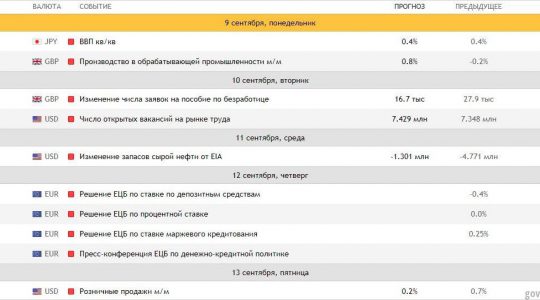 ВАЛЮТА СОБЫТИЕ ПРОГНОЗ ПРЕДЫДУЩЕЕ
9 сентября, понедельник
JPY ВВП кв/кв 0.4% 0.4%
GBP Производство в обрабатывающей промышленности м/м 0.8% -0.2%
10 сентября, вторник
GBP Изменение числа заявок на пособие по безработице 16.7 тыс 27.9 тыс
USD Число открытых вакансий на рынке труда 7.429 млн 7.348 млн
11 сентября, среда
USD Изменение запасов сырой нефти от EIA -1.301 млн -4.771 млн
12 сентября, четверг
EUR Решение ЕЦБ по ставке по депозитным средствам -0.4%
EUR Решение ЕЦБ по процентной ставке 0.0%
EUR Решение ЕЦБ по ставке маржевого кредитования 0.25%
EUR Пресс-конференция ЕЦБ по денежно-кредитной политике
13 сентября, пятница
USD Розничные продажи м/м 0.2% 0.7%
gov